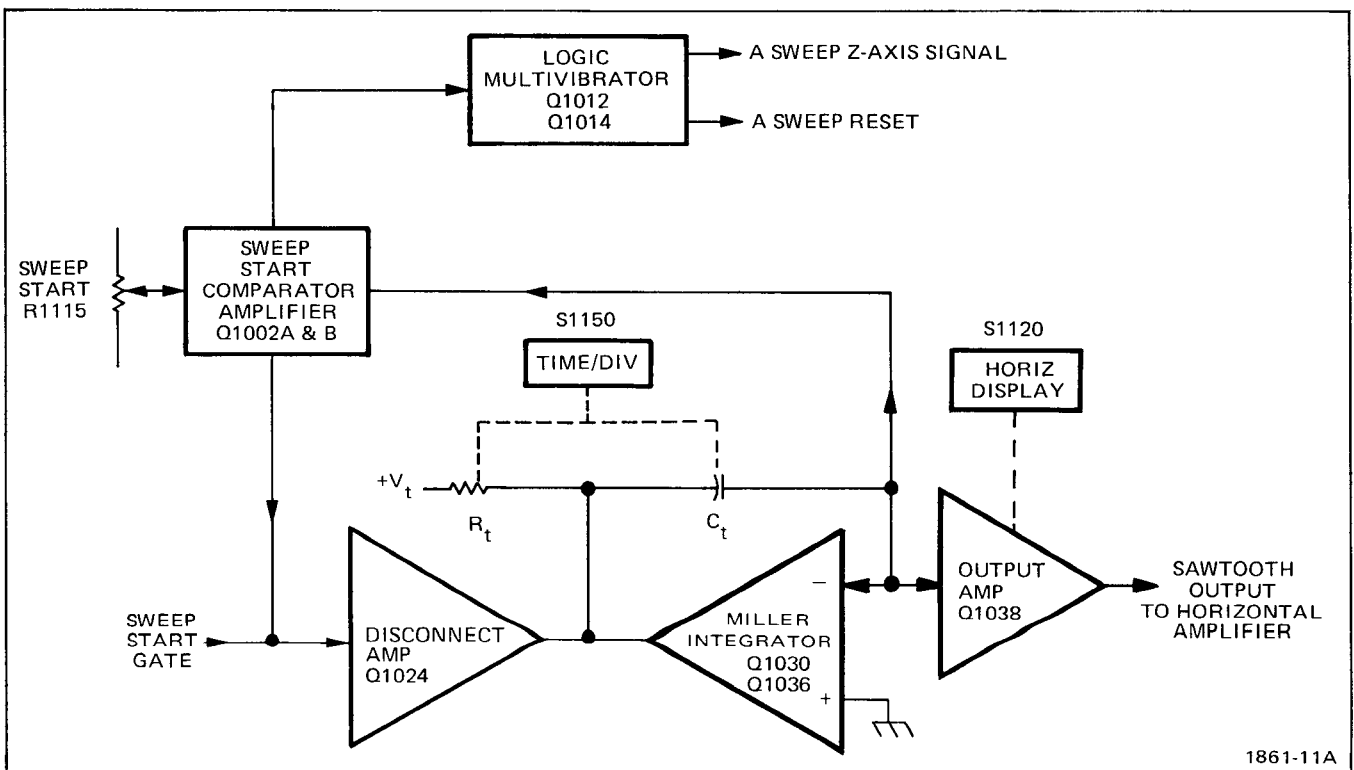 LOGIC
MULTIVIBRATOR
Q1012
Q1014
A SWEEP Z-AXIS SIGNAL
A SWEEP RESET
SWEEP
START
R1115
SWEEP
START
COMPARATOR
AMPLIFIER
Q1002A & B
S1150
TIME/DIV
S1120
HORIZ
DISPLAY
+Vt
Rt
Ct
SWEEP
START
GATE
DISCONNECT
AMP
Q1024
−
MILLER
INTEGRATOR
Q1030
Q1036
+
OUTPUT
AMP
Q1038
SAWTOOTH
OUTPUT
TO HORIZONTAL
AMPLIFIER
1861-11A